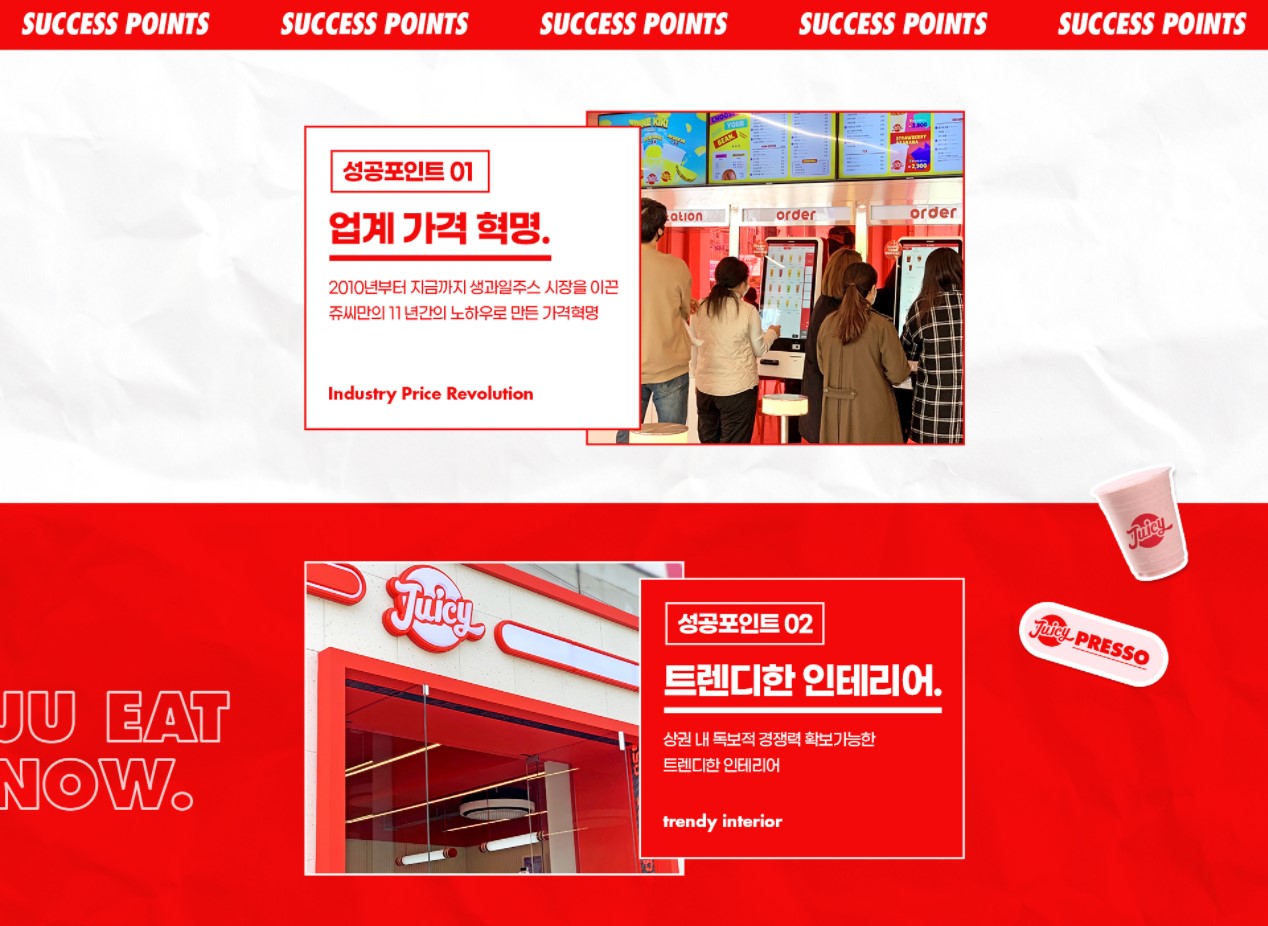 SUCCESS POINTS SUCCESS POINTS SUCCESS POINTS SUCCESS POINTS SUCCESS POINTS
성공포인트 01
업계 가격 혁명.
2010년부터 지금까지 생과일주스 시장을 이끈
쥬씨만의 11년간의 노하우로 만든 가격혁명
Industry Price Revolution
order
order
Juicy
Juicy PRESSO
Juicy
성공포인트 02
트렌디한 인테리어.
상권 내 독보적 경쟁력 확보가능한
트렌디한 인테리어
trendy interior
EAT
NOW.